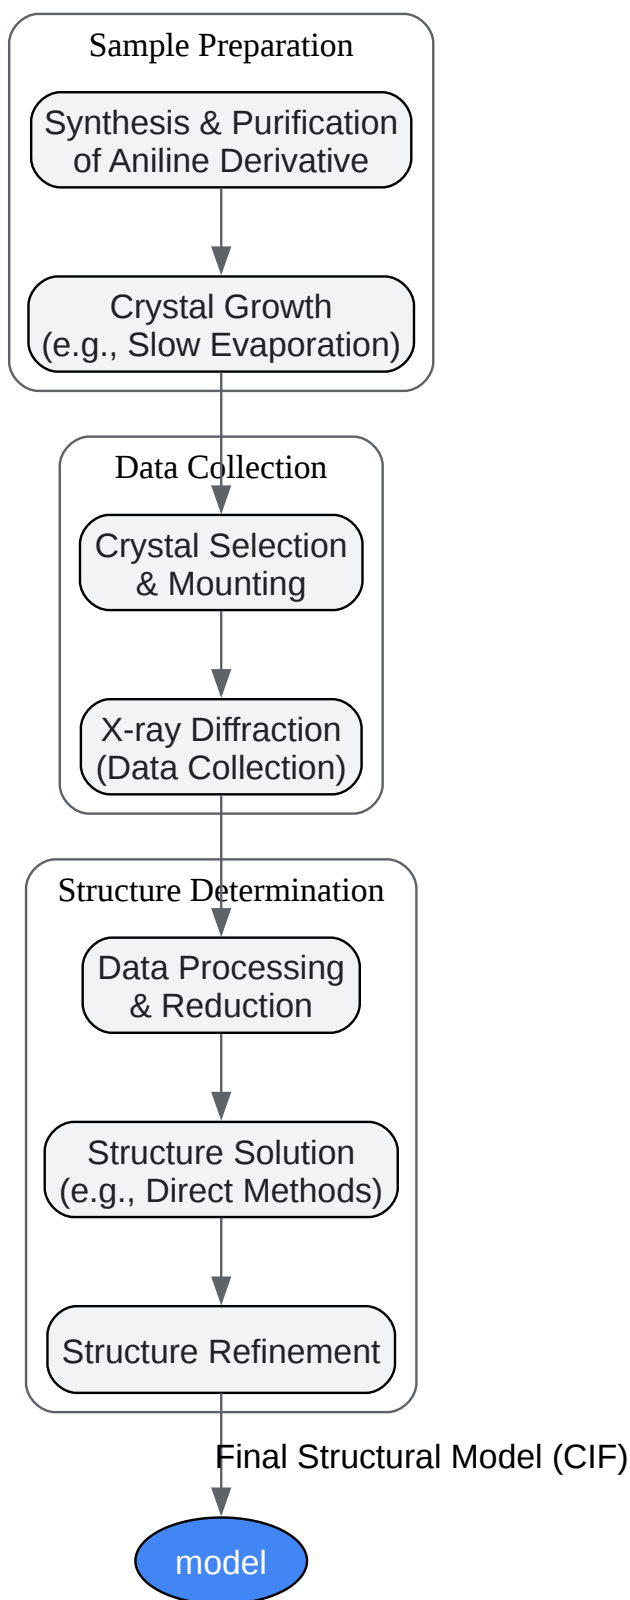 Sample Preparation
Synthesis & Purification
of Aniline Derivative
Crystal Growth
(e.g., Slow Evaporation)
Data Collection
Crystal Selection
& Mounting
X-ray Diffraction
(Data Collection)
Structure Determination
Data Processing
& Reduction
Structure Solution
(e.g., Direct Methods)
Structure Refinement
Final Structural Model (CIF)
model